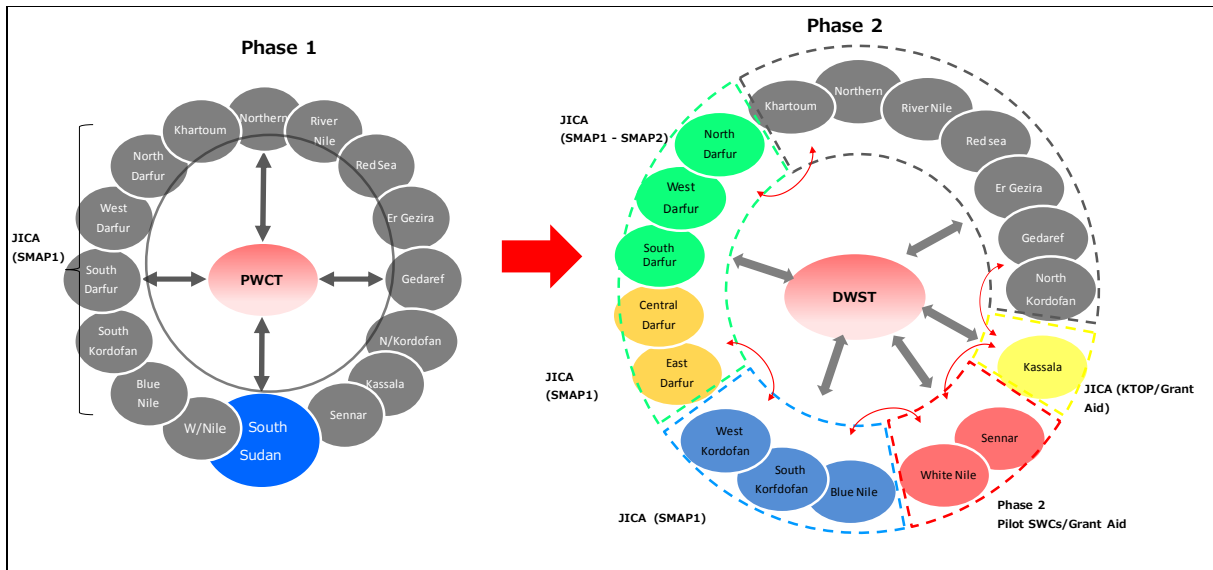 Phase 1
Northern
Khartoum
River
Nile
North
Darfur
Red Sea
West
Darfur
Er Gezira
JICA
(SMAP1)
South
Darfur
PWCT
Gedaref
South
Kordofan
N/Kordofan
Blue
Nile
Kassala
W/Nile
South
Sudan
Sennar
Phase 2
Northern
Khartoum
River Nile
JICA
(SMAP1 - SMAP2)
North
Darfur
Red sea
West
Darfur
Er Gezira
South
Darfur
Gedaref
DWST
North
Kordofan
Central
Darfur
East
Darfur
JICA
(SMAP1)
Kassala
JICA (KTOP/Grant
Aid)
West
Kordofan
Sennar
South
Korfdofan
White Nile
Blue Nile
JICA (SMAP1)
Phase 2
Pilot SWCs/Grant Aid